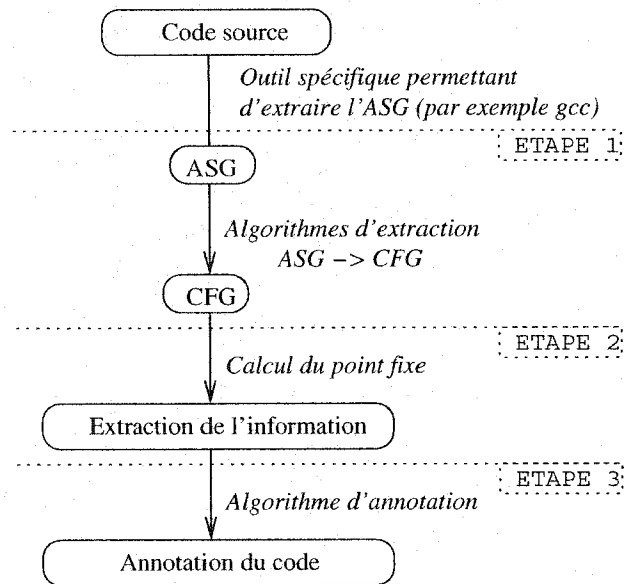 Code source
Outil spécifique permettant
d'extraire l'ASG (par exemple gcc)
ETAPE 1
ASG
Algorithmes d'extraction
ASG −> CFG
CFG
ETAPE 2
Calcul du point fixe
Extraction de l'information
ETAPE 3
Algorithme d'annotation
Annotation du code